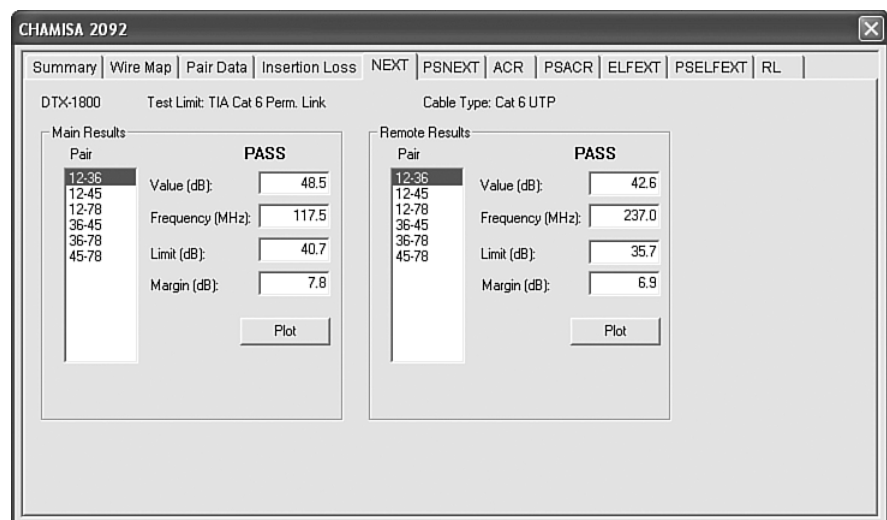 CHAMISA 2092
Summary Wire Map Pair Data Insertion Loss NEXT PSNEXT ACR PSACR ELFEXT PSELFEXT RL
DTX-1800 Test Limit: TIA Cat 6 Perm. Link Cable Type: Cat 6 UTP
Main Results
Pair PASS
12-36
12-45
12-78
36-45
36-78
45-78
Value (dB): 48.5
Frequency (MHz): 117.5
Limit (dB): 40.7
Margin (dB): 7.8
Plot
Remote Results
Pair PASS
12-36
12-45
12-78
36-45
36-78
45-78
Value (dB): 42.6
Frequency (MHz): 237.0
Limit (dB): 35.7
Margin (dB): 6.9
Plot